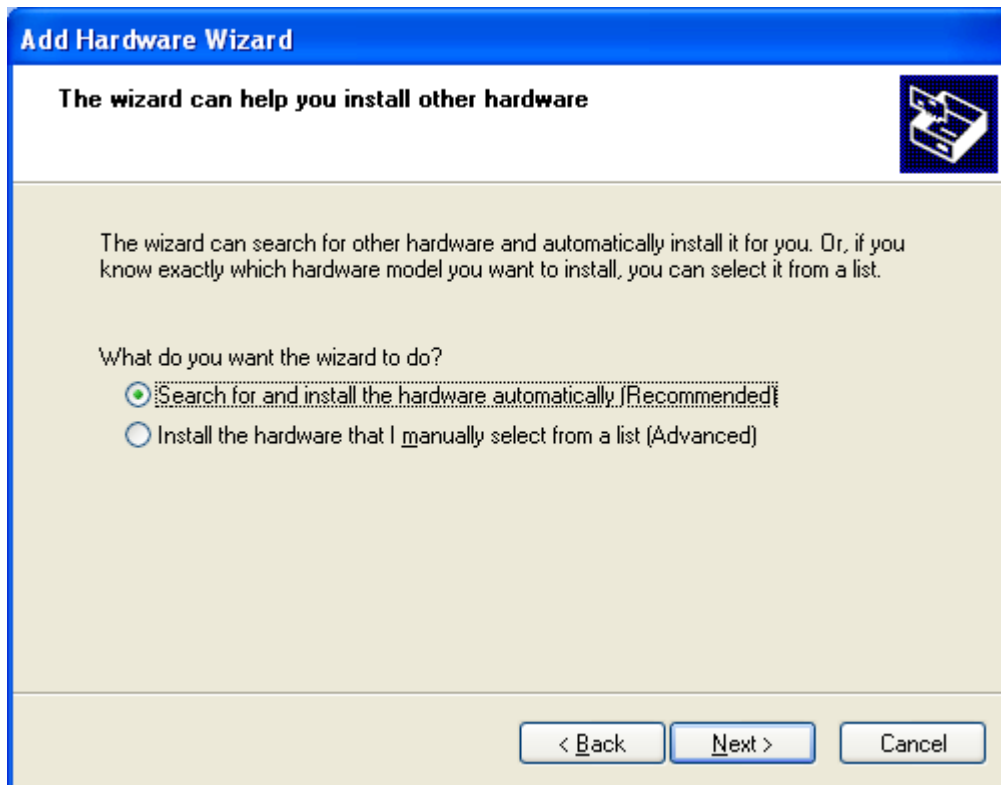 Add Hardware Wizard
The wizard can help you install other hardware
The wizard can search for other hardware and automatically install it for you. Or, if you
know exactly which hardware model you want to install, you can select it from a list.
What do you want the wizard to do?
Search for and install the hardware automatically (Recommended)
Install the hardware that I manually select from a list (Advanced)
< Back Next > Cancel